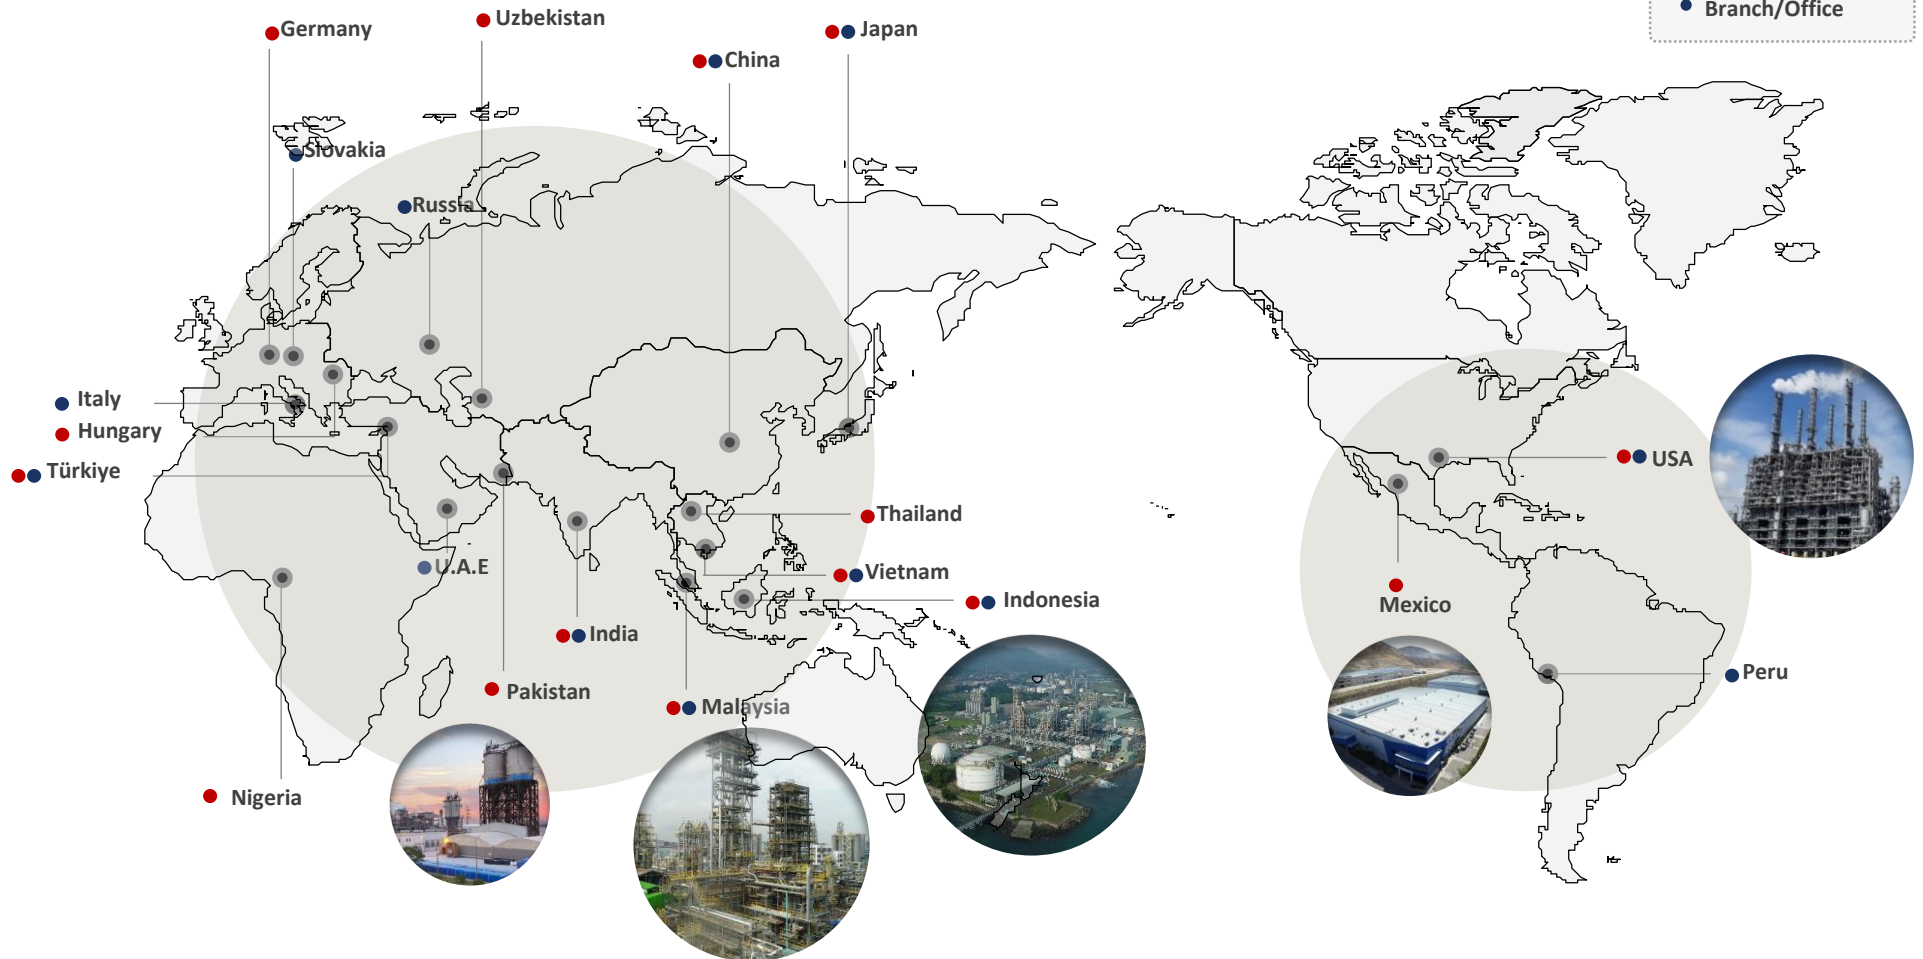 Branch/Office
Uzbekistan
Germany
Japan
China
Slovakia
Russia
Italy
Hungary
Türkiye
USA
Thailand
U.A.E
Vietnam
Indonesia
Mexico
India
Peru
Pakistan
Malaysia
Nigeria